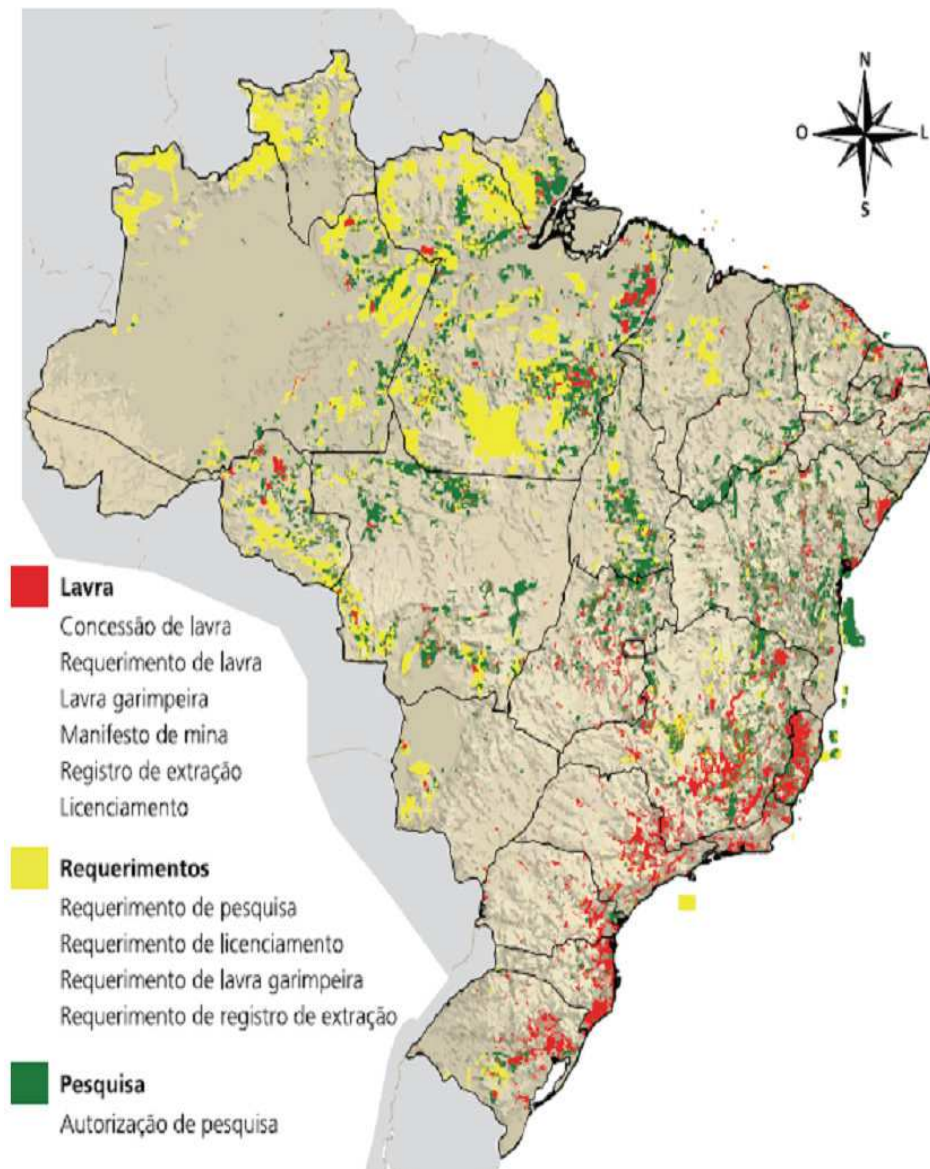 N
O
L
S
Lavra
Concessão de lavra
Requerimento de lavra
Lavra garimpeira
Manifesto de mina
Registro de extração
Licenciamento
Requerimentos
Requerimento de pesquisa
Requerimento de licenciamento
Requerimento de lavra garimpeira
Requerimento de registro de extração
Pesquisa
Autorização de pesquisa